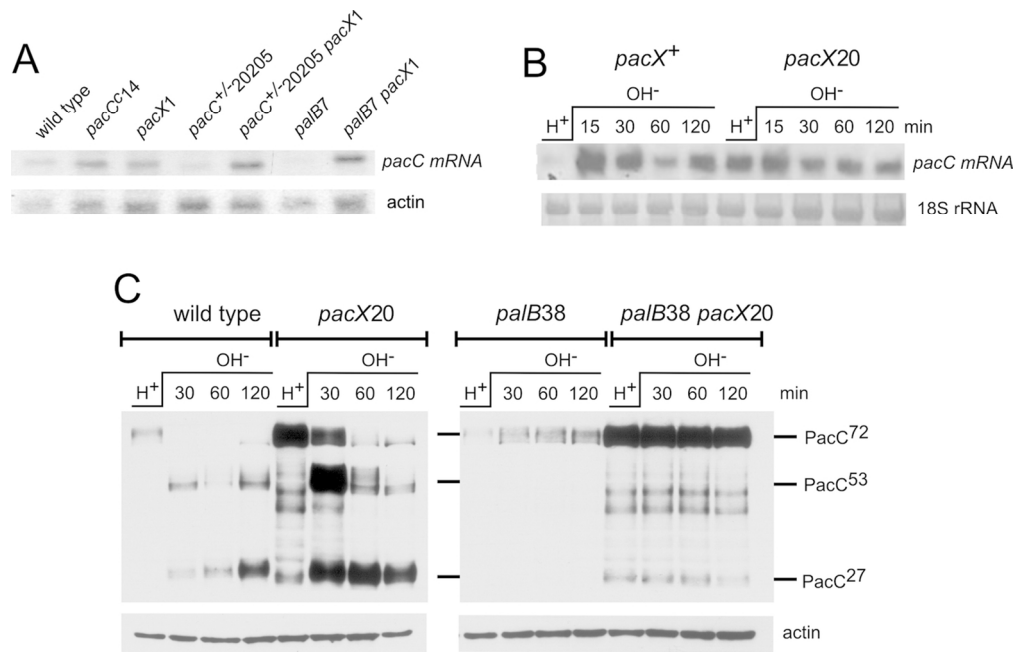 A
wild type
pacCc14
pacX1
pacC+/-20205
pacC+/-20205 pacX1
palB7
palB7 pacX1
pacC mRNA
actin
B
pacX+ pacX20
OH- OH-
H+ 15 30 60 120 H+ 15 30 60 120 min
pacC mRNA
18S rRNA
C
wild type pacX20 palB38 palB38 pacX20
OH- OH- OH- OH-
H+ 30 60 120 H+ 30 60 120 H+ 30 60 120 H+ 30 60 120 min
PacC72
PacC53
PacC27
actin